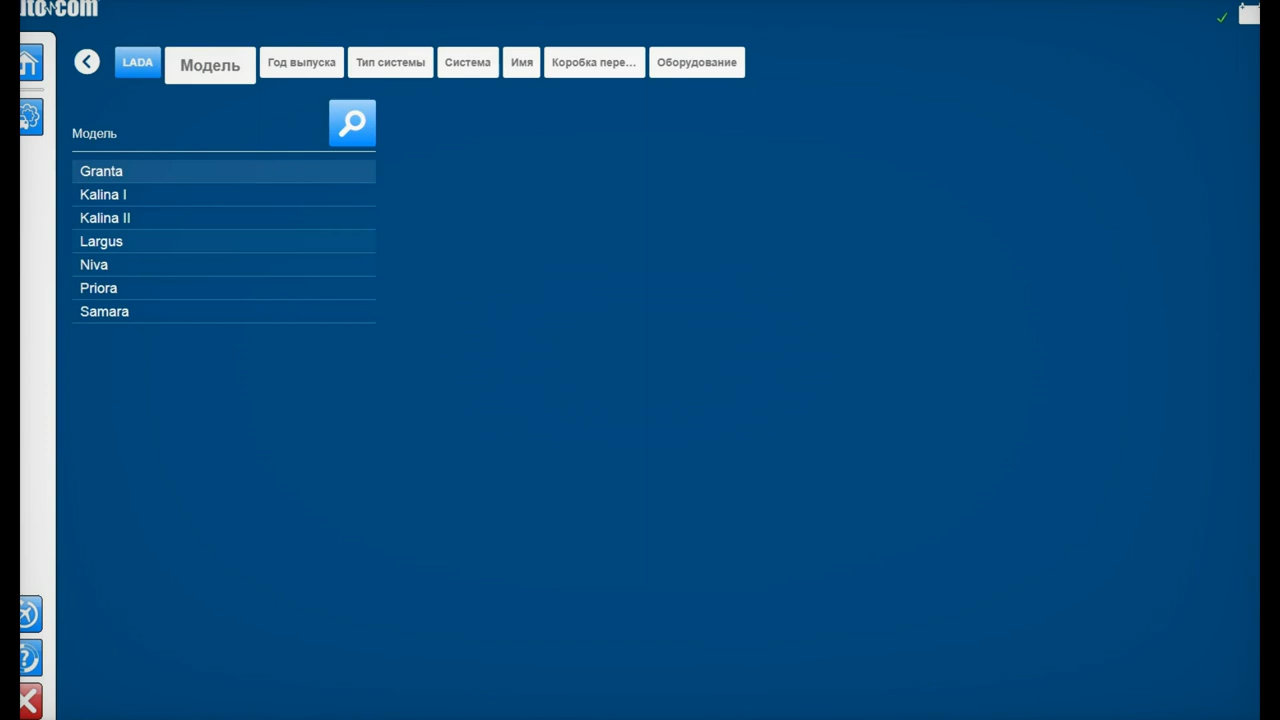 LADA
Модель
Год выпуска
Тип системы
Система
Имя
Коробка пере...
Оборудование
Модель
Granta
Kalina I
Kalina II
Largus
Niva
Priora
Samara